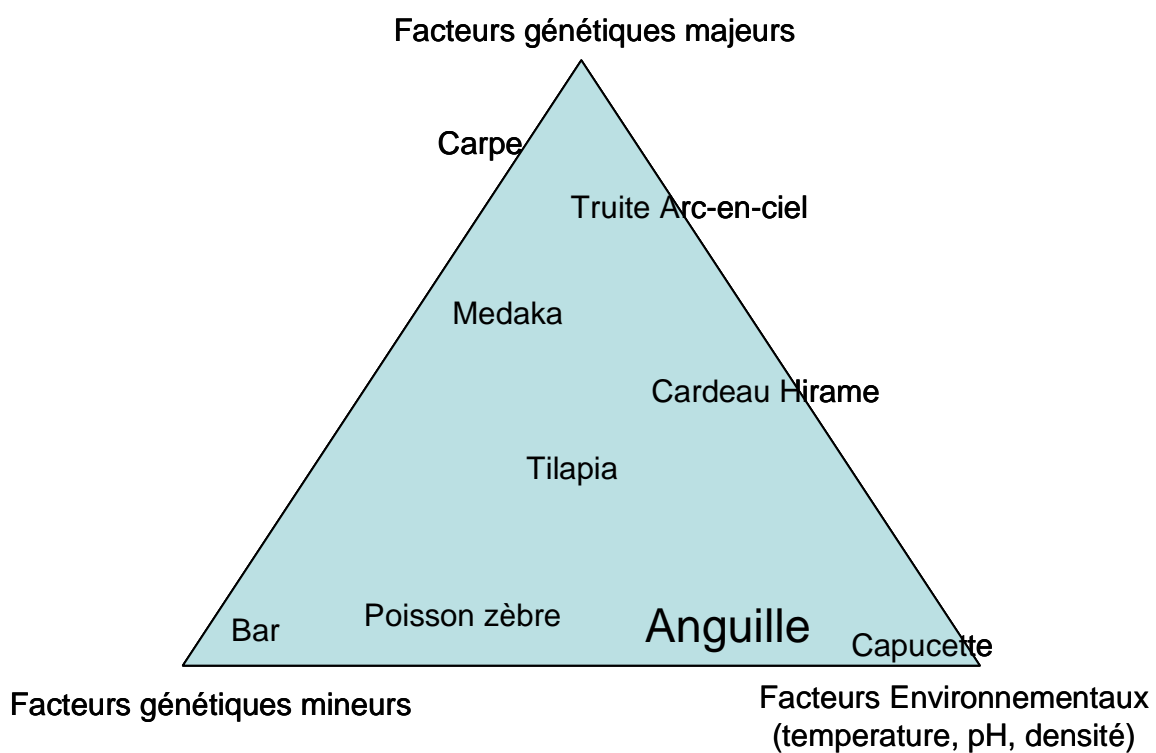 Facteurs génétiques majeurs
Carpe
Truite Arc-en-ciel
Medaka
Cardeau Hirame
Tilapia
Poisson zèbre
Anguille
Bar
Capucette
Facteurs génétiques mineurs
Facteurs Environnementaux
(temperature, pH, densité)